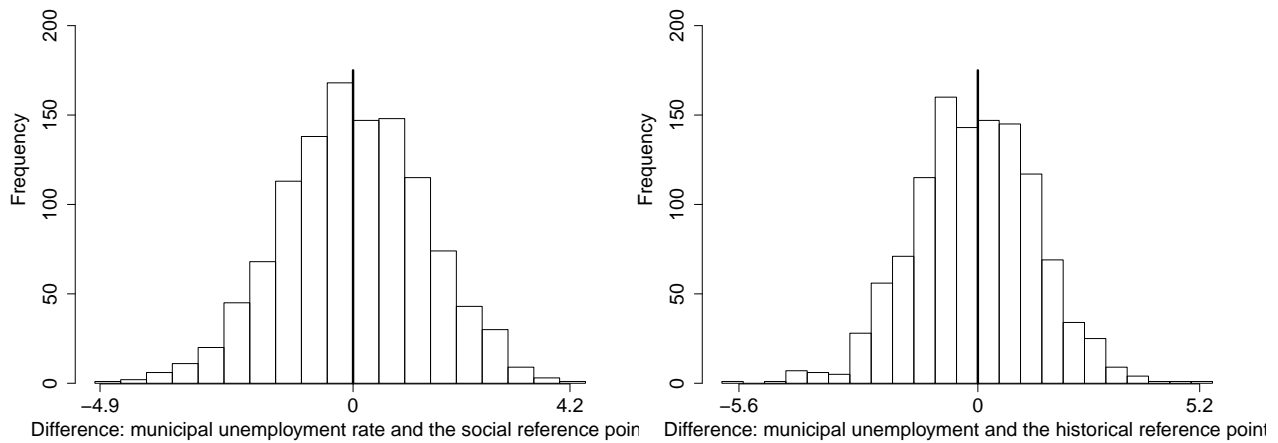 Frequency
200
150
100
50
0
−4.9 0 4.2
Difference: municipal unemployment rate and the social reference poin
Frequency
200
150
100
50
0
−5.6 0 5.2
Difference: municipal unemployment and the historical reference point